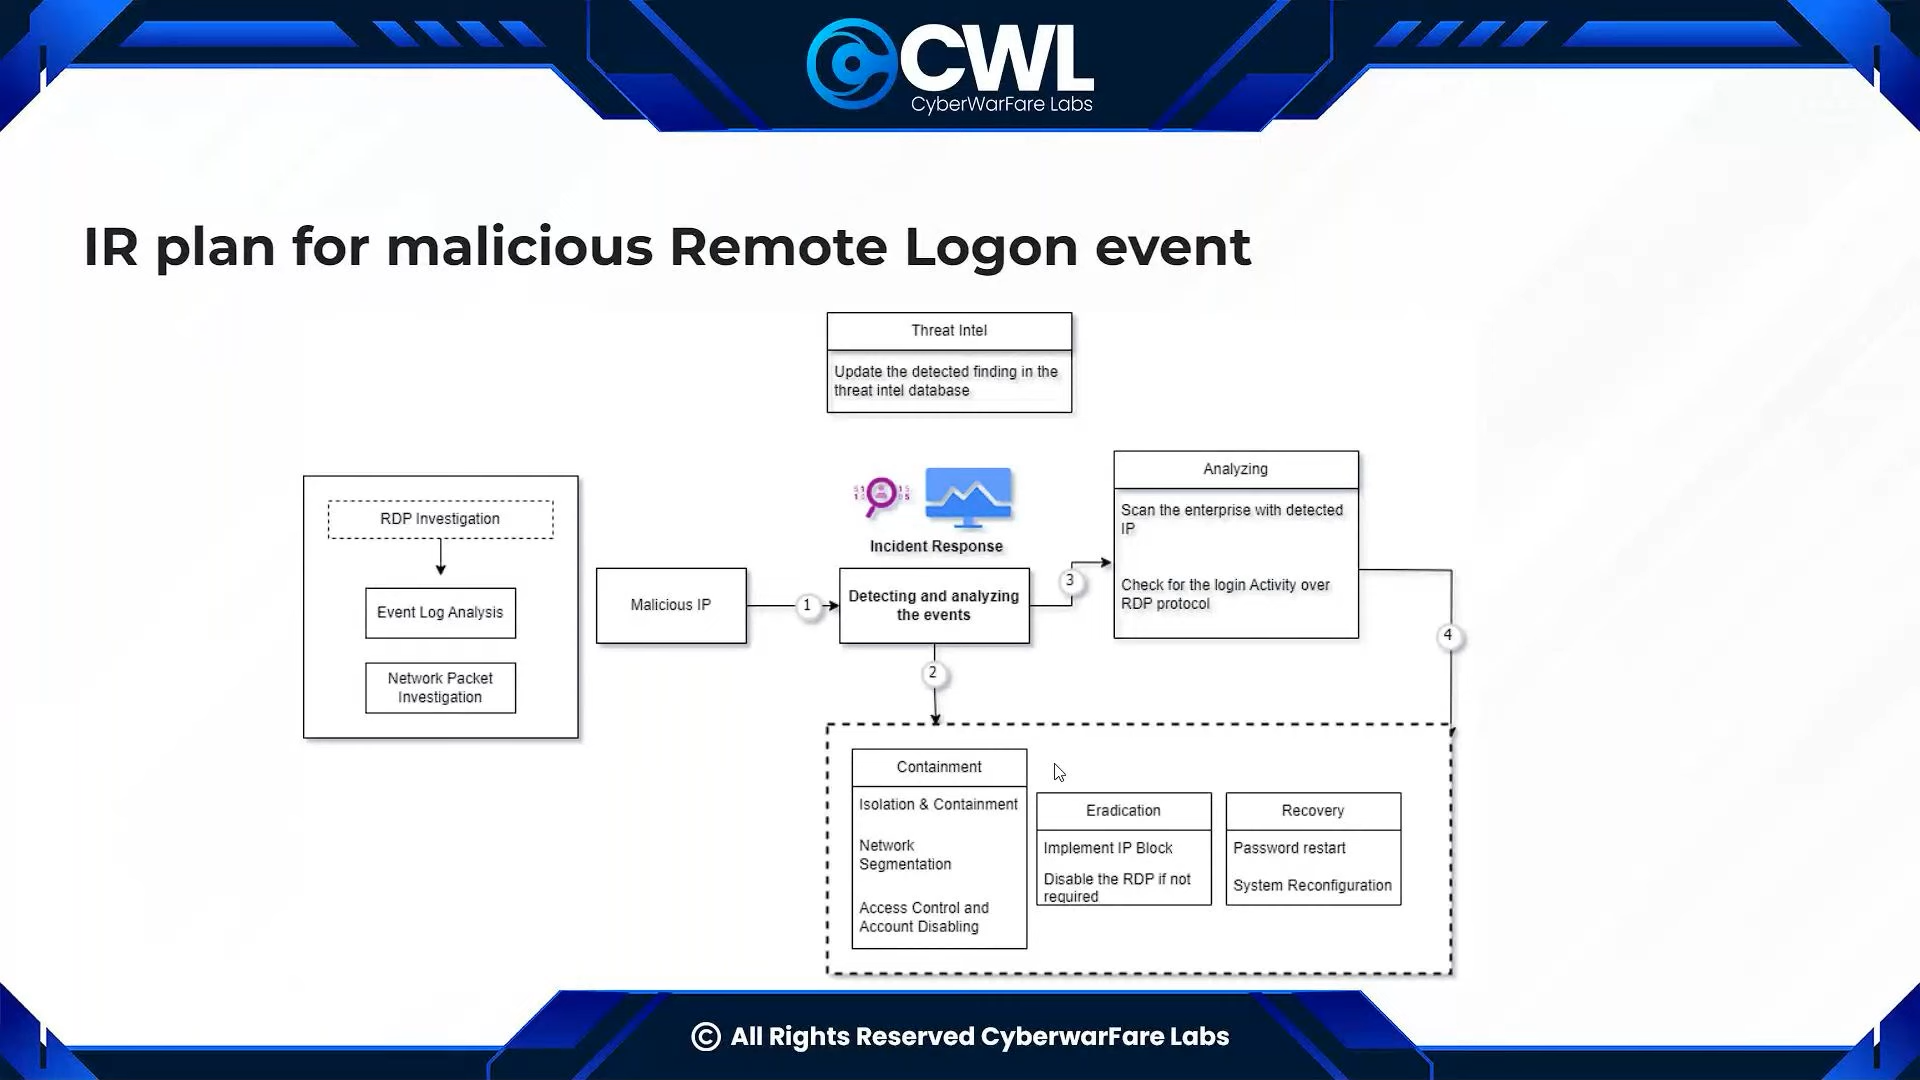 CWL
CyberWarFare Labs
IR plan for malicious Remote Logon event
Threat Intel
Update the detected finding in the
threat intel database
RDP Investigation
Event Log Analysis
Network Packet
Investigation
Malicious IP
1
Incident Response
Detecting and analyzing
the events
2
3
Analyzing
Scan the enterprise with detected
IP
Check for the login Activity over
RDP protocol
4
Containment
Isolation & Containment
Network
Segmentation
Access Control and
Account Disabling
Eradication
Implement IP Block
Disable the RDP if not
required
Recovery
Password restart
System Reconfiguration
© All Rights Reserved CyberwarFare Labs